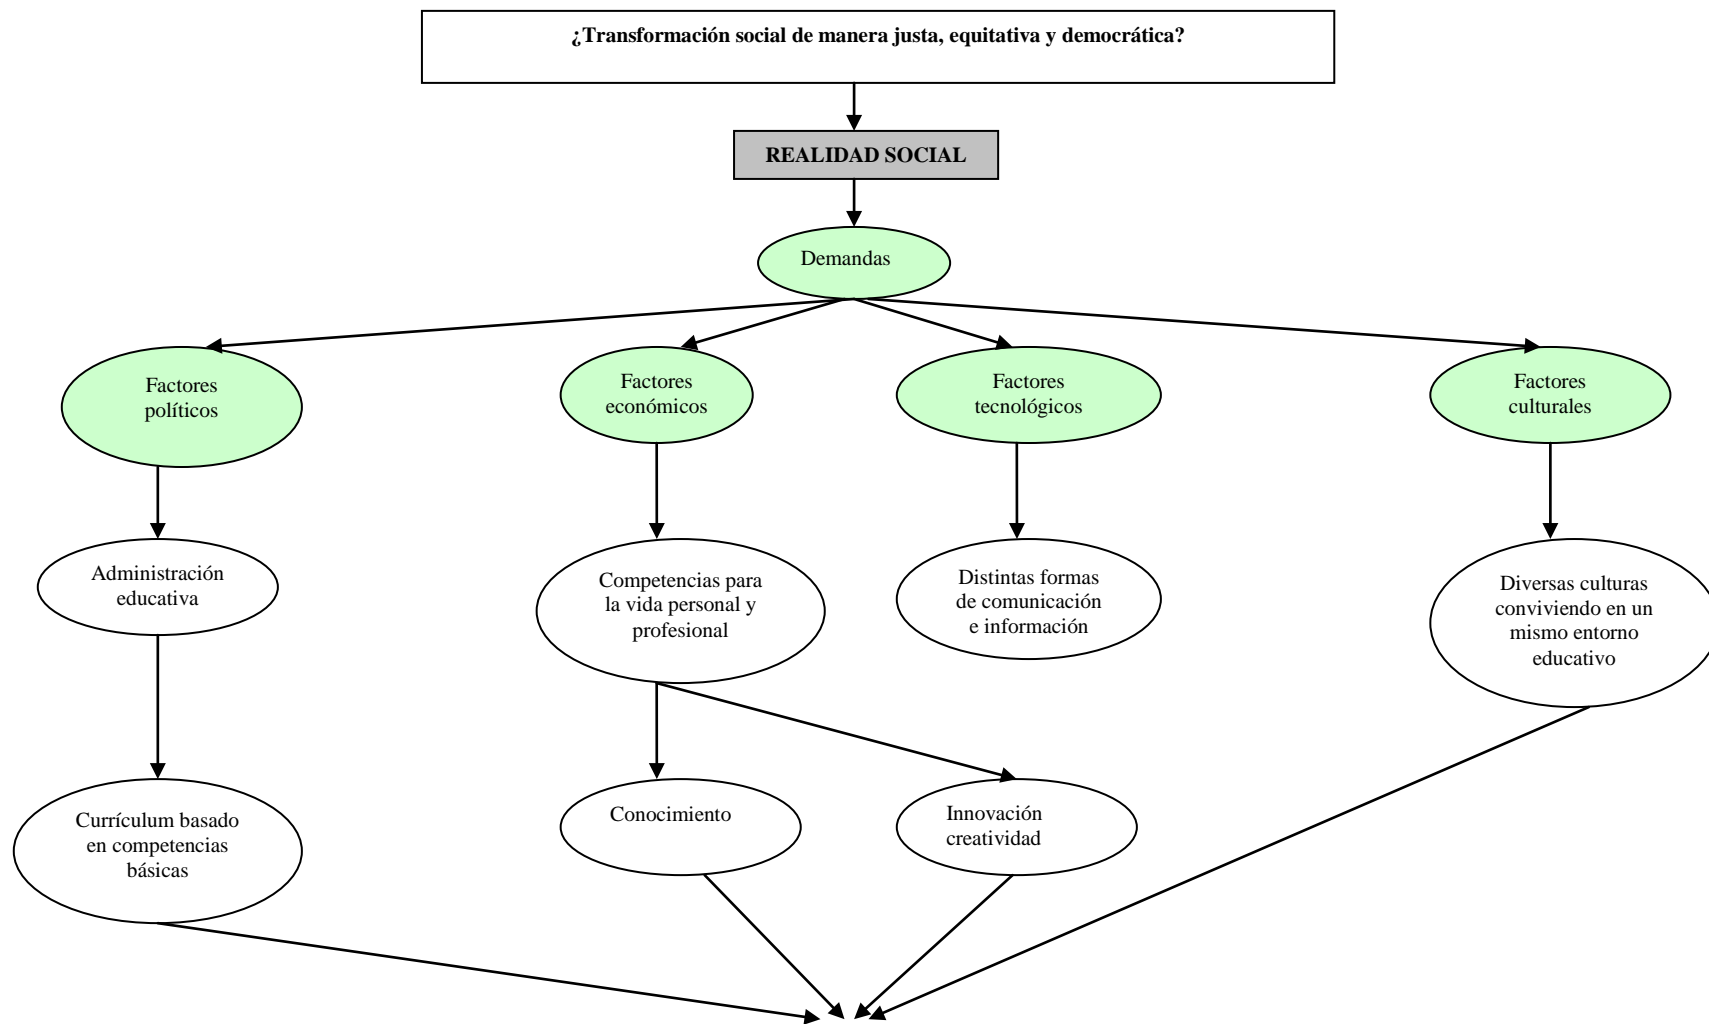 ¿Transformación social de manera justa, equitativa y democrática?
REALIDAD SOCIAL
Demandas
Factores
políticos
Factores
económicos
Factores
tecnológicos
Factores
culturales
Administración
educativa
Competencias para
la vida personal y
profesional
Distintas formas
de comunicación
e información
Diversas culturas
conviviendo en un
mismo entorno
educativo
Currículum basado
en competencias
básicas
Conocimiento
Innovación
creatividad